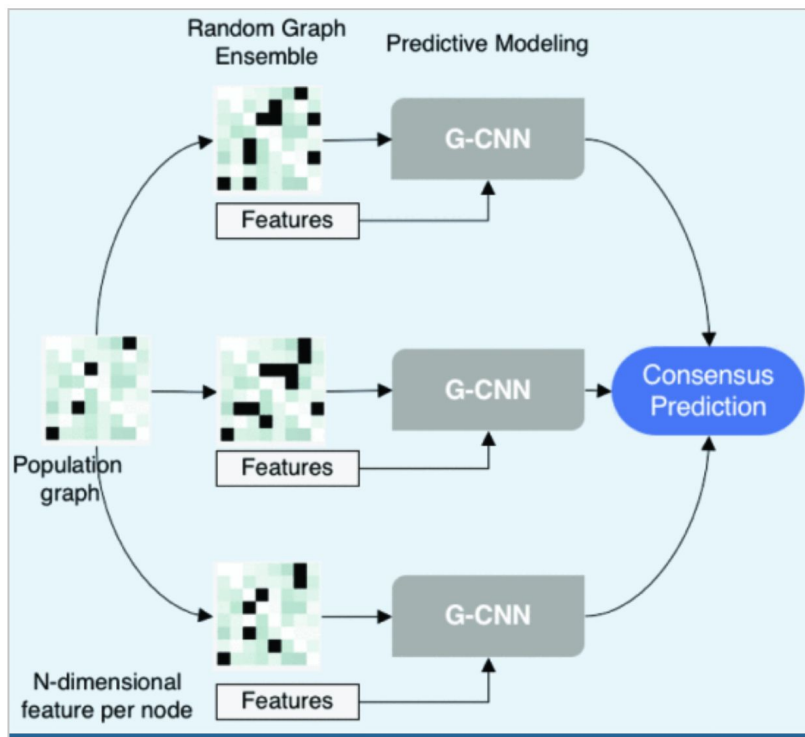 Random Graph
Ensemble
Predictive Modeling
G-CNN
Features
Population
graph
G-CNN
Features
Consensus
Prediction
G-CNN
N-dimensional
feature per node
Features